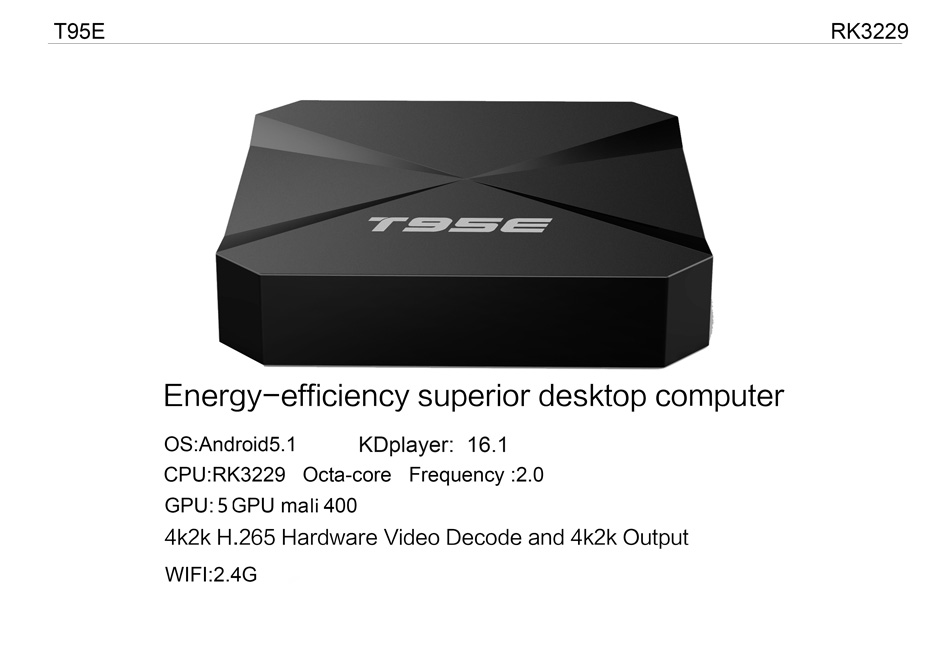 T95E RK3229
T95E
Energy-efficiency superior desktop computer
OS:Android5.1 KDplayer: 16.1
CPU:RK3229 Octa-core Frequency :2.0
GPU: 5 GPU mali 400
4k2k H.265 Hardware Video Decode and 4k2k Output
WIFI:2.4G